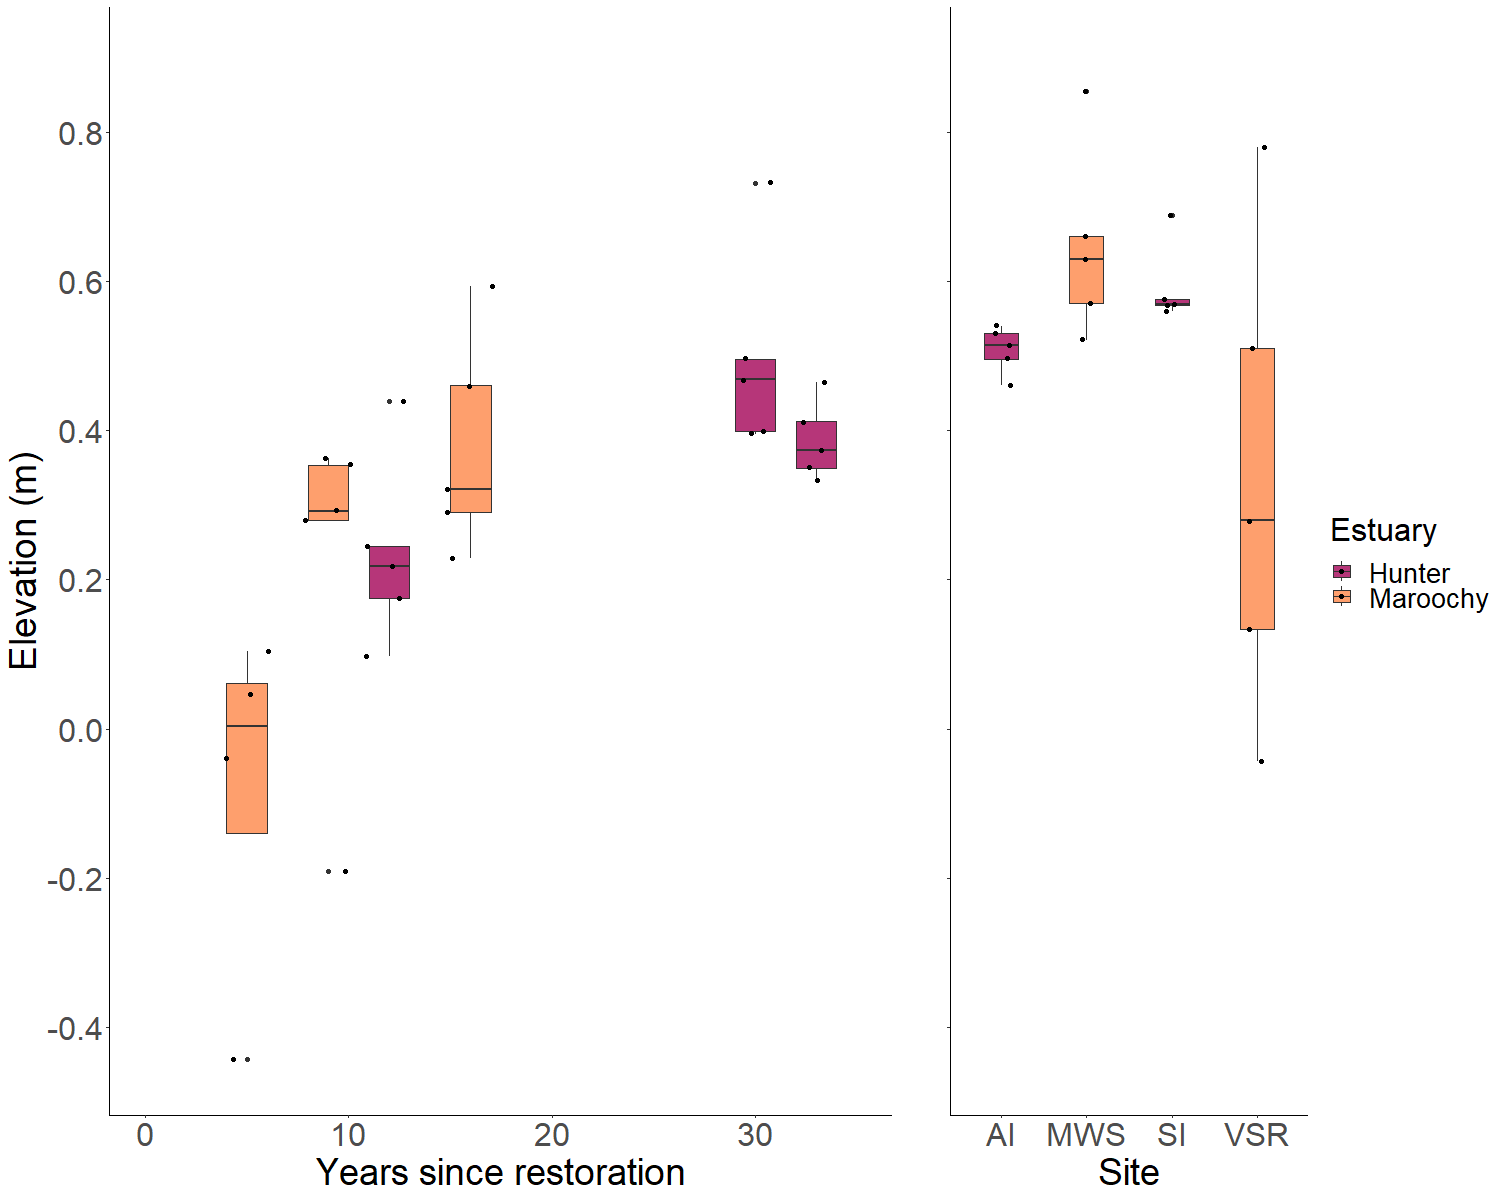 Elevation (m)
0.8
0.6
0.4
0.2
0.0
-0.2
-0.4
0 10 20 30
Years since restoration
AI MWS SI VSR
Site
Estuary
Hunter
Maroochy